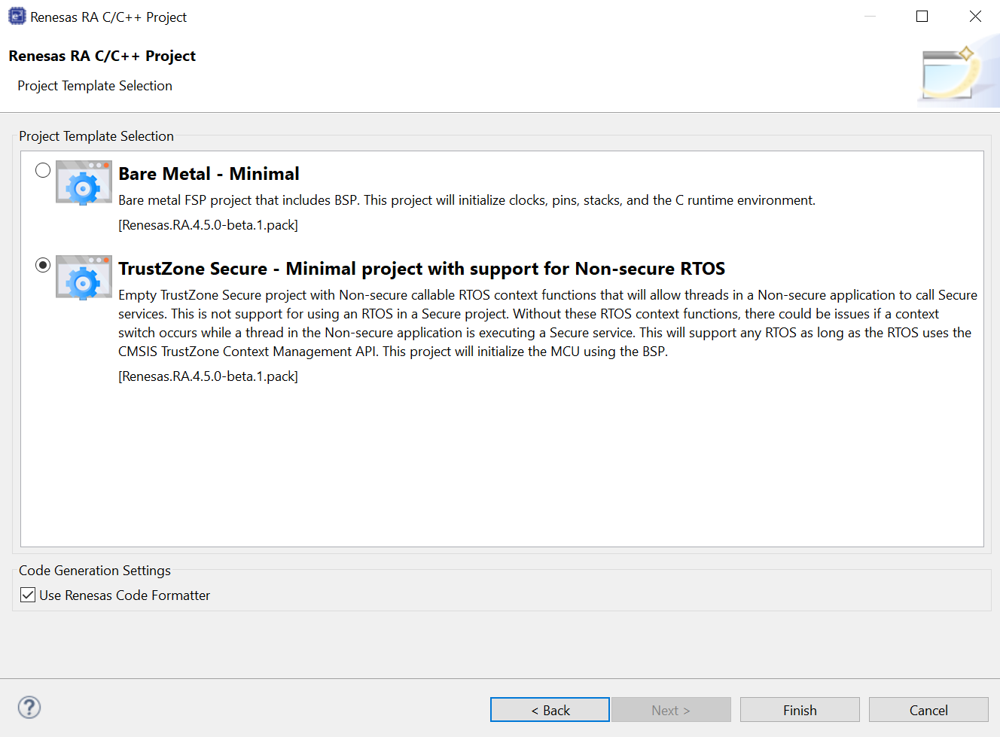 Renesas RA C/C++ Project
Renesas RA C/C++ Project
Project Template Selection
Project Template Selection
Bare Metal - Minimal
Bare metal FSP project that includes BSP. This project will initialize clocks, pins, stacks, and the C runtime environment.
[Renesas.RA.4.5.0-beta.1.pack]
TrustZone Secure - Minimal project with support for Non-secure RTOS
Empty TrustZone Secure project with Non-secure callable RTOS context functions that will allow threads in a Non-secure application to call Secure
services. This is not support for using an RTOS in a Secure project. Without these RTOS context functions, there could be issues if a context
switch occurs while a thread in the Non-secure application is executing a Secure service. This will support any RTOS as long as the RTOS uses the
CMSIS TrustZone Context Management API. This project will initialize the MCU using the BSP.
[Renesas.RA.4.5.0-beta.1.pack]
Code Generation Settings
Use Renesas Code Formatter
?
< Back
Next >
Finish
Cancel